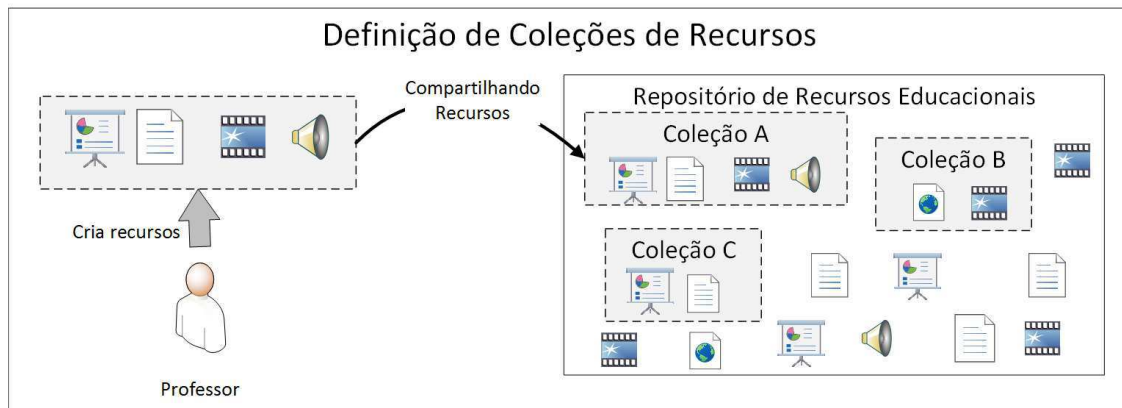 Definição de Coleções de Recursos
Compartilhando
Recursos
Repositório de Recursos Educacionais
Coleção A
Coleção B
Cria recursos
Coleção C
Professor